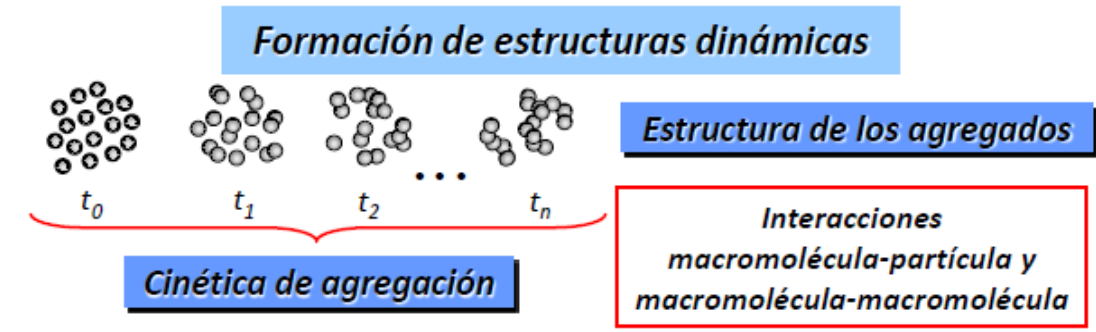 Formación de estructuras dinámicas
Estructura de los agregados
...
t0
t1
t2
tn
Interacciones
macromolécula-partícula y
macromolécula-macromolécula
Cinética de agregación